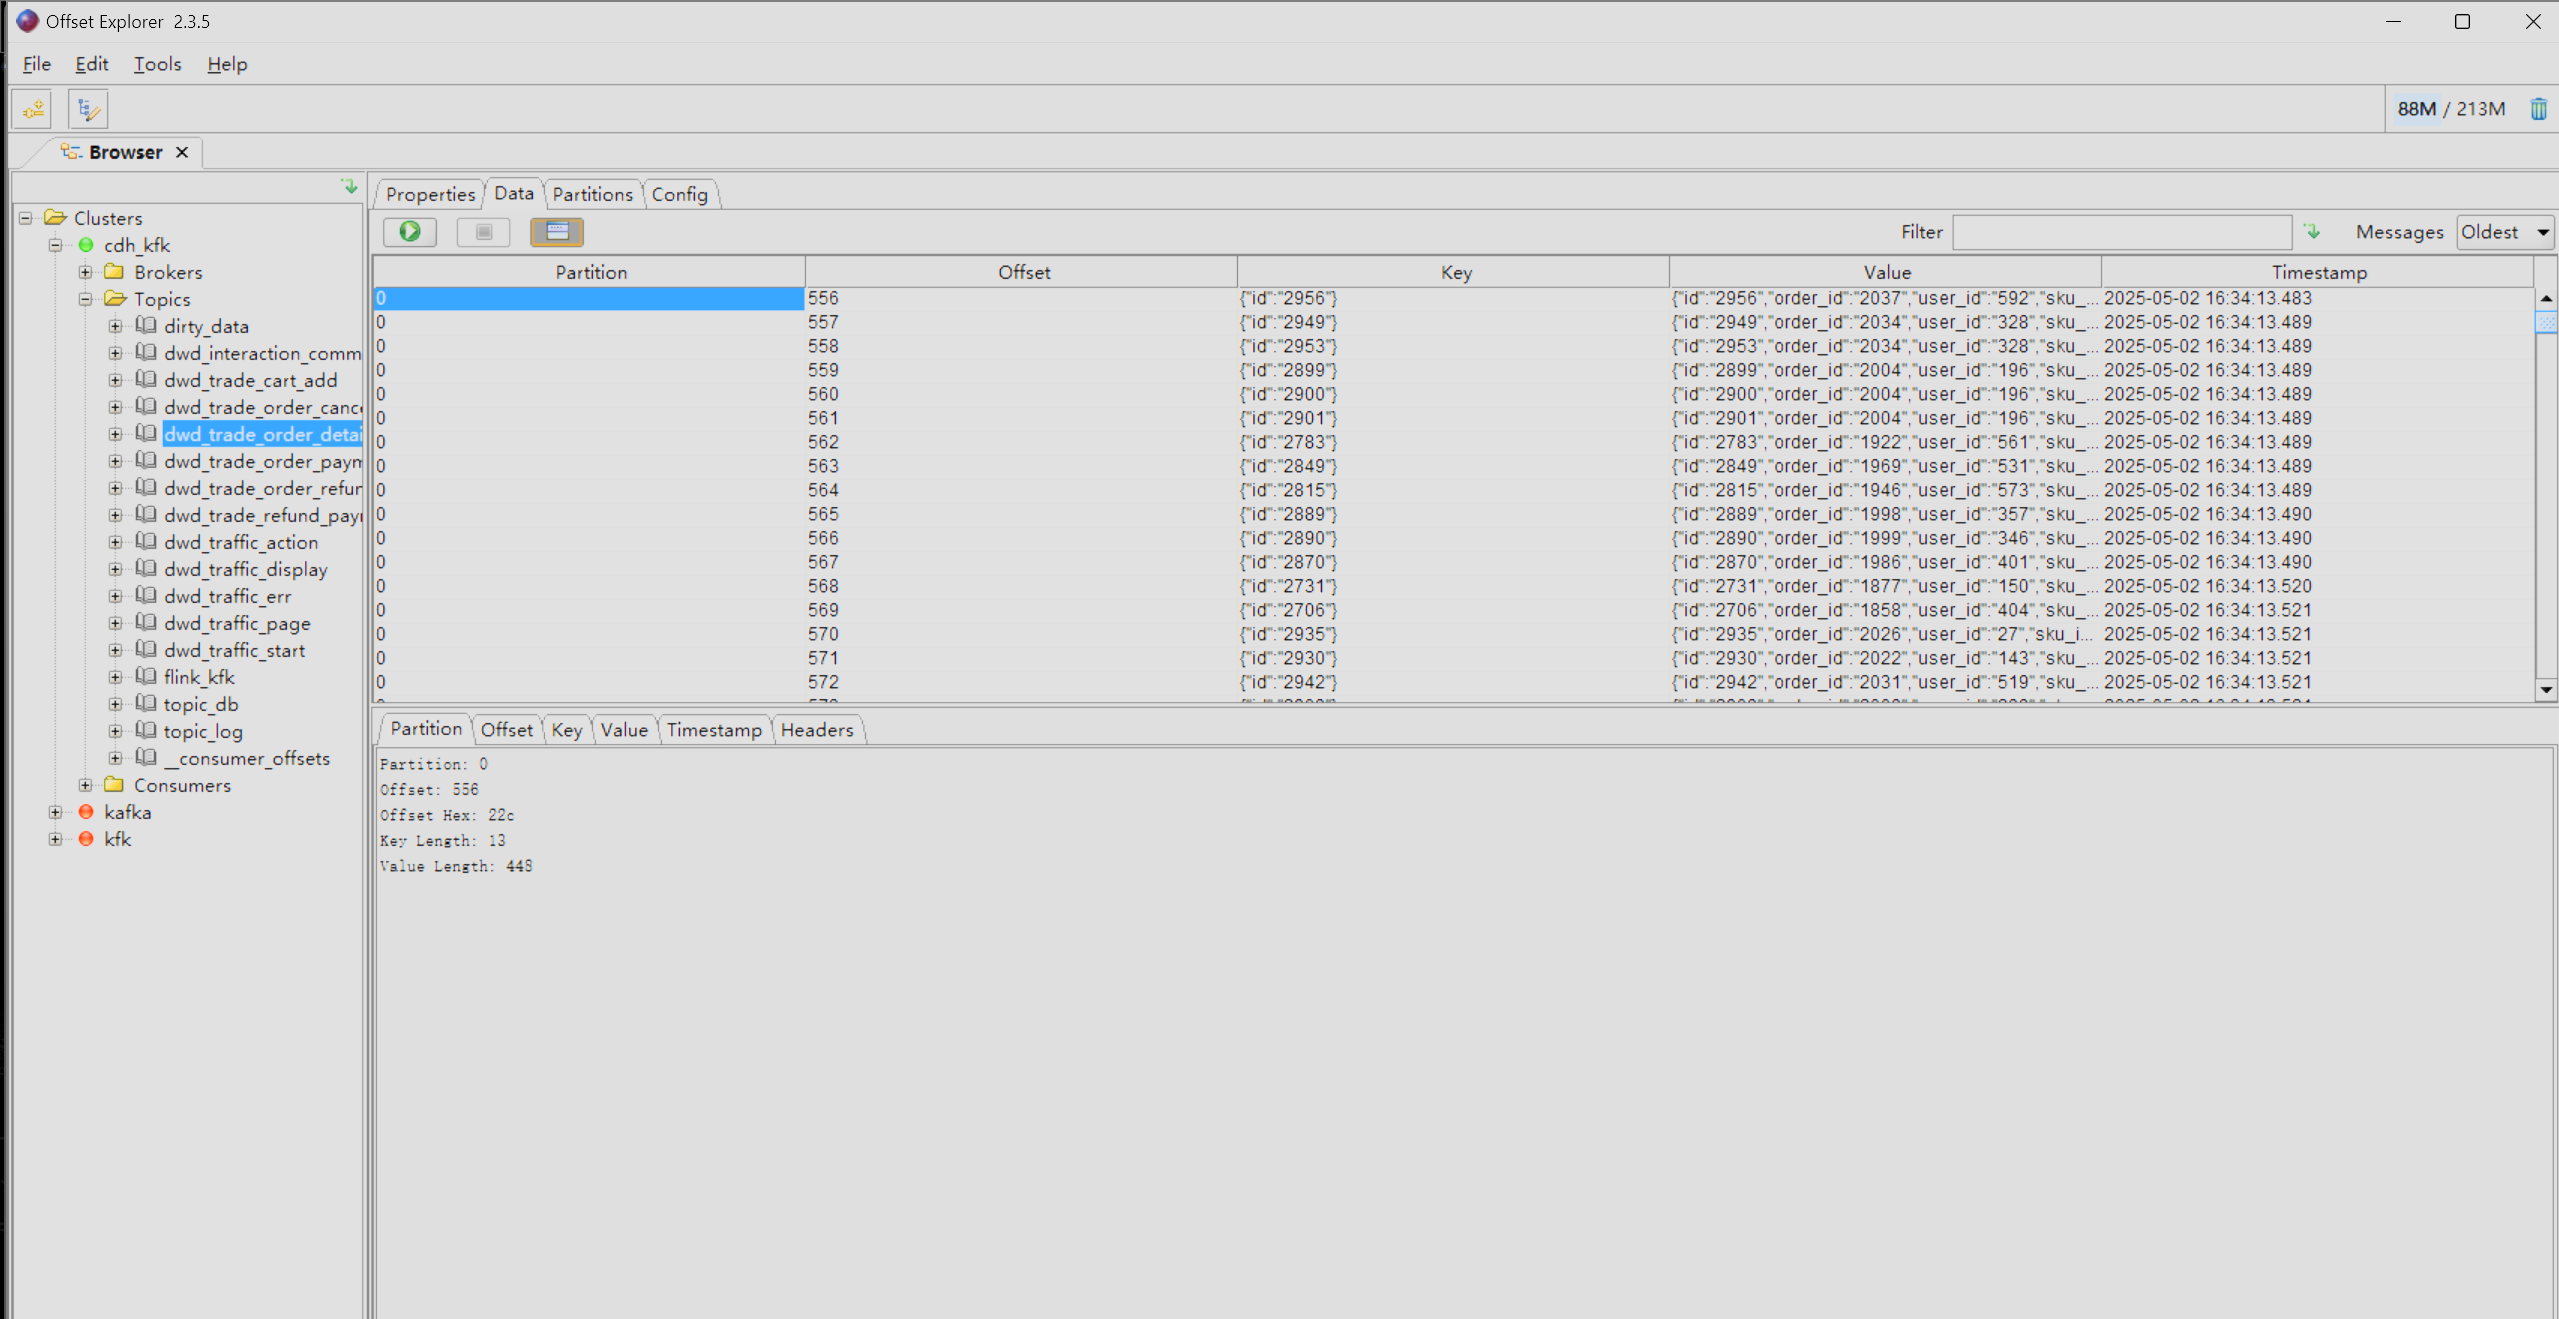 Offset Explorer 2.3.5
File Edit Tools Help
88M / 213M
Browser
Properties Data Partitions Config
Clusters
cdh_kfk
Brokers
Topics
dirty_data
dwd_interaction_comm
dwd_trade_cart_add
dwd_trade_order_canc
dwd_trade_order_detai
dwd_trade_order_paym
dwd_trade_order_refur
dwd_trade_refund_payı
dwd_traffic_action
dwd_traffic_display
dwd_traffic_err
dwd_traffic_page
dwd_traffic_start
flink_kfk
topic_db
topic_log
__consumer_offsets
Consumers
kafka
kfk
Filter Messages Oldest
Partition Offset Key Value Timestamp
0 556 {"id":"2956"} {"id":"2956","order_id":"2037","user_id":"592","sku_... 2025-05-02 16:34:13.483
0 557 {"id":"2949"} {"id":"2949","order_id":"2034","user_id":"328","sku_... 2025-05-02 16:34:13.489
0 558 {"id":"2953"} {"id":"2953","order_id":"2034","user_id":"328","sku_... 2025-05-02 16:34:13.489
0 559 {"id":"2899"} {"id":"2899","order_id":"2004","user_id":"196","sku_... 2025-05-02 16:34:13.489
0 560 {"id":"2900"} {"id":"2900","order_id":"2004","user_id":"196","sku_... 2025-05-02 16:34:13.489
0 561 {"id":"2901"} {"id":"2901","order_id":"2004","user_id":"196","sku_... 2025-05-02 16:34:13.489
0 562 {"id":"2783"} {"id":"2783","order_id":"1922","user_id":"561","sku_... 2025-05-02 16:34:13.489
0 563 {"id":"2849"} {"id":"2849","order_id":"1969","user_id":"531","sku_... 2025-05-02 16:34:13.489
0 564 {"id":"2815"} {"id":"2815","order_id":"1946","user_id":"573","sku_... 2025-05-02 16:34:13.489
0 565 {"id":"2889"} {"id":"2889","order_id":"1998","user_id":"357","sku_... 2025-05-02 16:34:13.490
0 566 {"id":"2890"} {"id":"2890","order_id":"1999","user_id":"346","sku_... 2025-05-02 16:34:13.490
0 567 {"id":"2870"} {"id":"2870","order_id":"1986","user_id":"401","sku_... 2025-05-02 16:34:13.490
0 568 {"id":"2731"} {"id":"2731","order_id":"1877","user_id":"150","sku_... 2025-05-02 16:34:13.520
0 569 {"id":"2706"} {"id":"2706","order_id":"1858","user_id":"404","sku_... 2025-05-02 16:34:13.521
0 570 {"id":"2935"} {"id":"2935","order_id":"2026","user_id":"27","sku_i... 2025-05-02 16:34:13.521
0 571 {"id":"2930"} {"id":"2930","order_id":"2022","user_id":"143","sku_... 2025-05-02 16:34:13.521
0 572 {"id":"2942"} {"id":"2942","order_id":"2031","user_id":"519","sku_... 2025-05-02 16:34:13.521
Partition Offset Key Value Timestamp Headers
Partition: 0
Offset: 556
Offset Hex: 22c
Key Length: 13
Value Length: 448